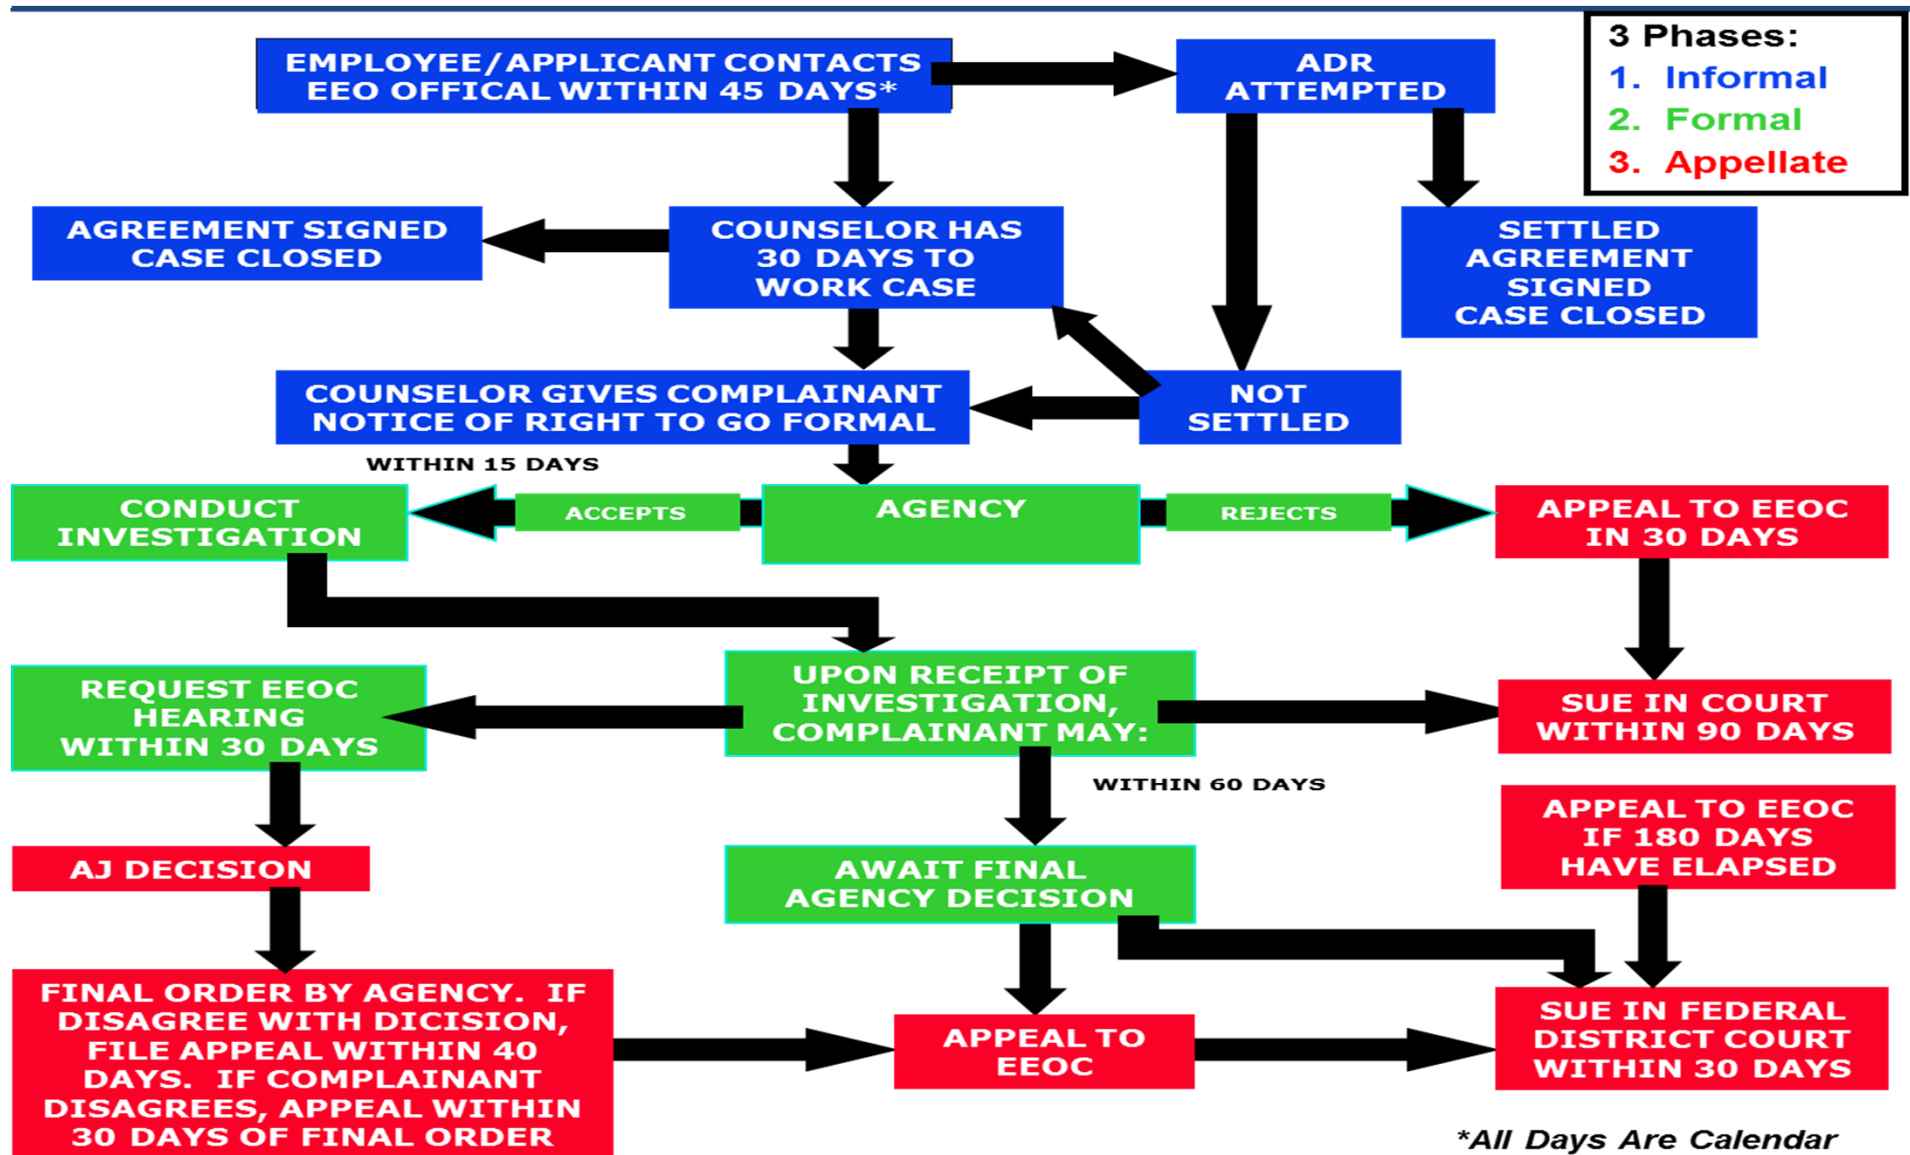 EMPLOYEE/APPLICANT CONTACTS
EEO OFFICAL WITHIN 45 DAYS*
ADR
ATTEMPTED
3 Phases:
1. Informal
2. Formal
3. Appellate
AGREEMENT SIGNED
CASE CLOSED
COUNSELOR HAS
30 DAYS TO
WORK CASE
SETTLED
AGREEMENT
SIGNED
CASE CLOSED
COUNSELOR GIVES COMPLAINANT
NOTICE OF RIGHT TO GO FORMAL
NOT
SETTLED
WITHIN 15 DAYS
CONDUCT
INVESTIGATION
ACCEPTS
AGENCY
REJECTS
APPEAL TO EEOC
IN 30 DAYS
REQUEST EEOC
HEARING
WITHIN 30 DAYS
UPON RECEIPT OF
INVESTIGATION,
COMPLAINANT MAY:
SUE IN COURT
WITHIN 90 DAYS
WITHIN 60 DAYS
APPEAL TO EEOC
IF 180 DAYS
HAVE ELAPSED
AJ DECISION
AWAIT FINAL
AGENCY DECISION
FINAL ORDER BY AGENCY. IF
DISAGREE WITH DICISION,
FILE APPEAL WITHIN 40
DAYS. IF COMPLAINANT
DISAGREES, APPEAL WITHIN
30 DAYS OF FINAL ORDER
APPEAL TO
EEOC
SUE IN FEDERAL
DISTRICT COURT
WITHIN 30 DAYS
*All Days Are Calendar